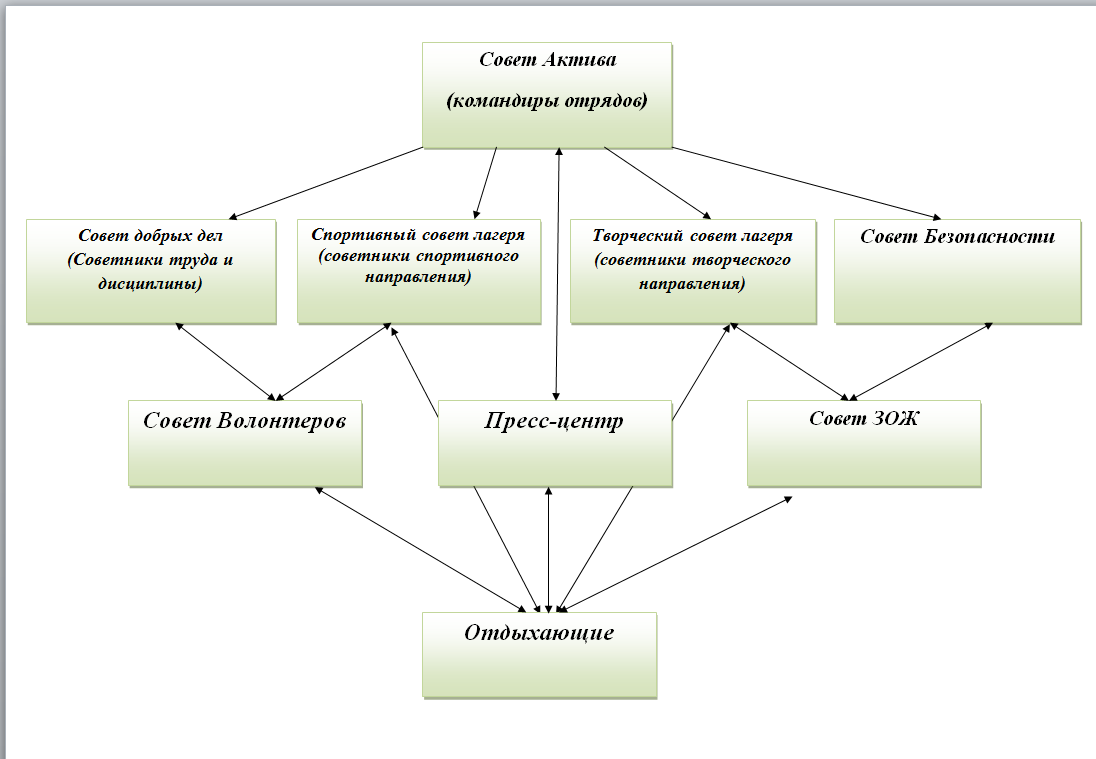 Совет Актива
(командиры отрядов)
Совет добрых дел
(Советники труда и
дисциплины)
Спортивный совет лагеря
(советники спортивного
направления)
Творческий совет лагеря
(советники творческого
направления)
Совет Безопасности
Совет Волонтеров
Пресс-центр
Совет ЗОЖ
Отдыхающие